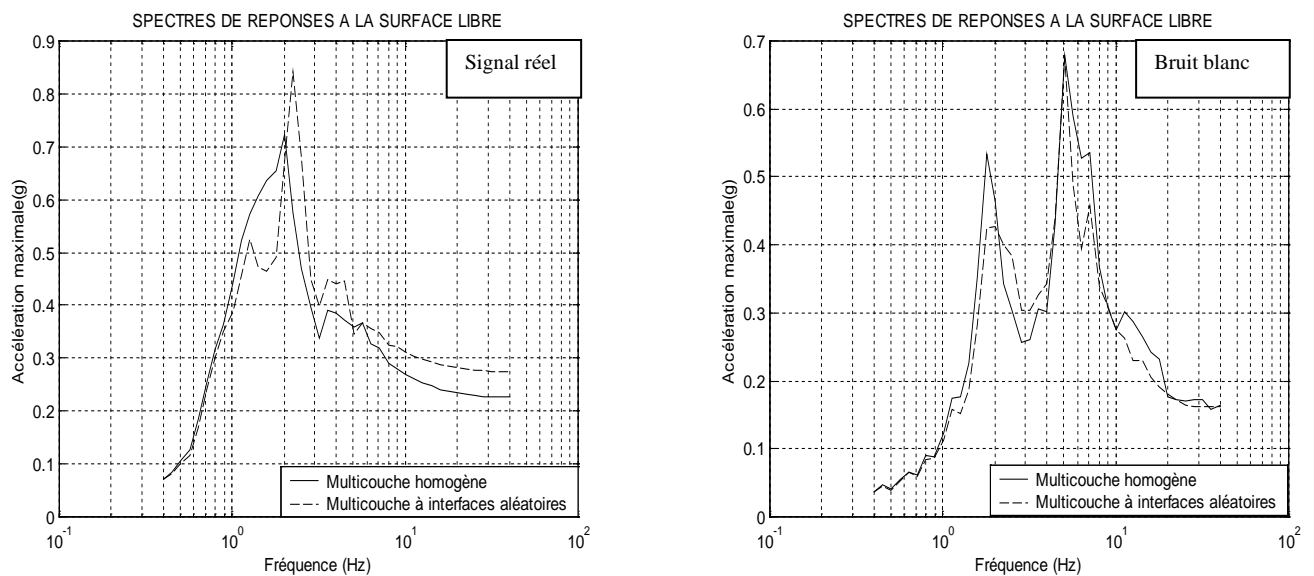 SPECTRES DE REPONSES A LA SURFACE LIBRE
Signal réel
Accélération maximale(g)
0.9
0.8
0.7
0.6
0.5
0.4
0.3
0.2
0.1
0
10^-1
10^0
10^1
10^2
Fréquence (Hz)
Multicouche homogène
Multicouche à interfaces aléatoires
SPECTRES DE REPONSES A LA SURFACE LIBRE
Bruit blanc
Accélération maximale(g)
0.7
0.6
0.5
0.4
0.3
0.2
0.1
0
10^-1
10^0
10^1
10^2
Fréquence (Hz)
Multicouche homogène
Multicouche à interfaces aléatoires